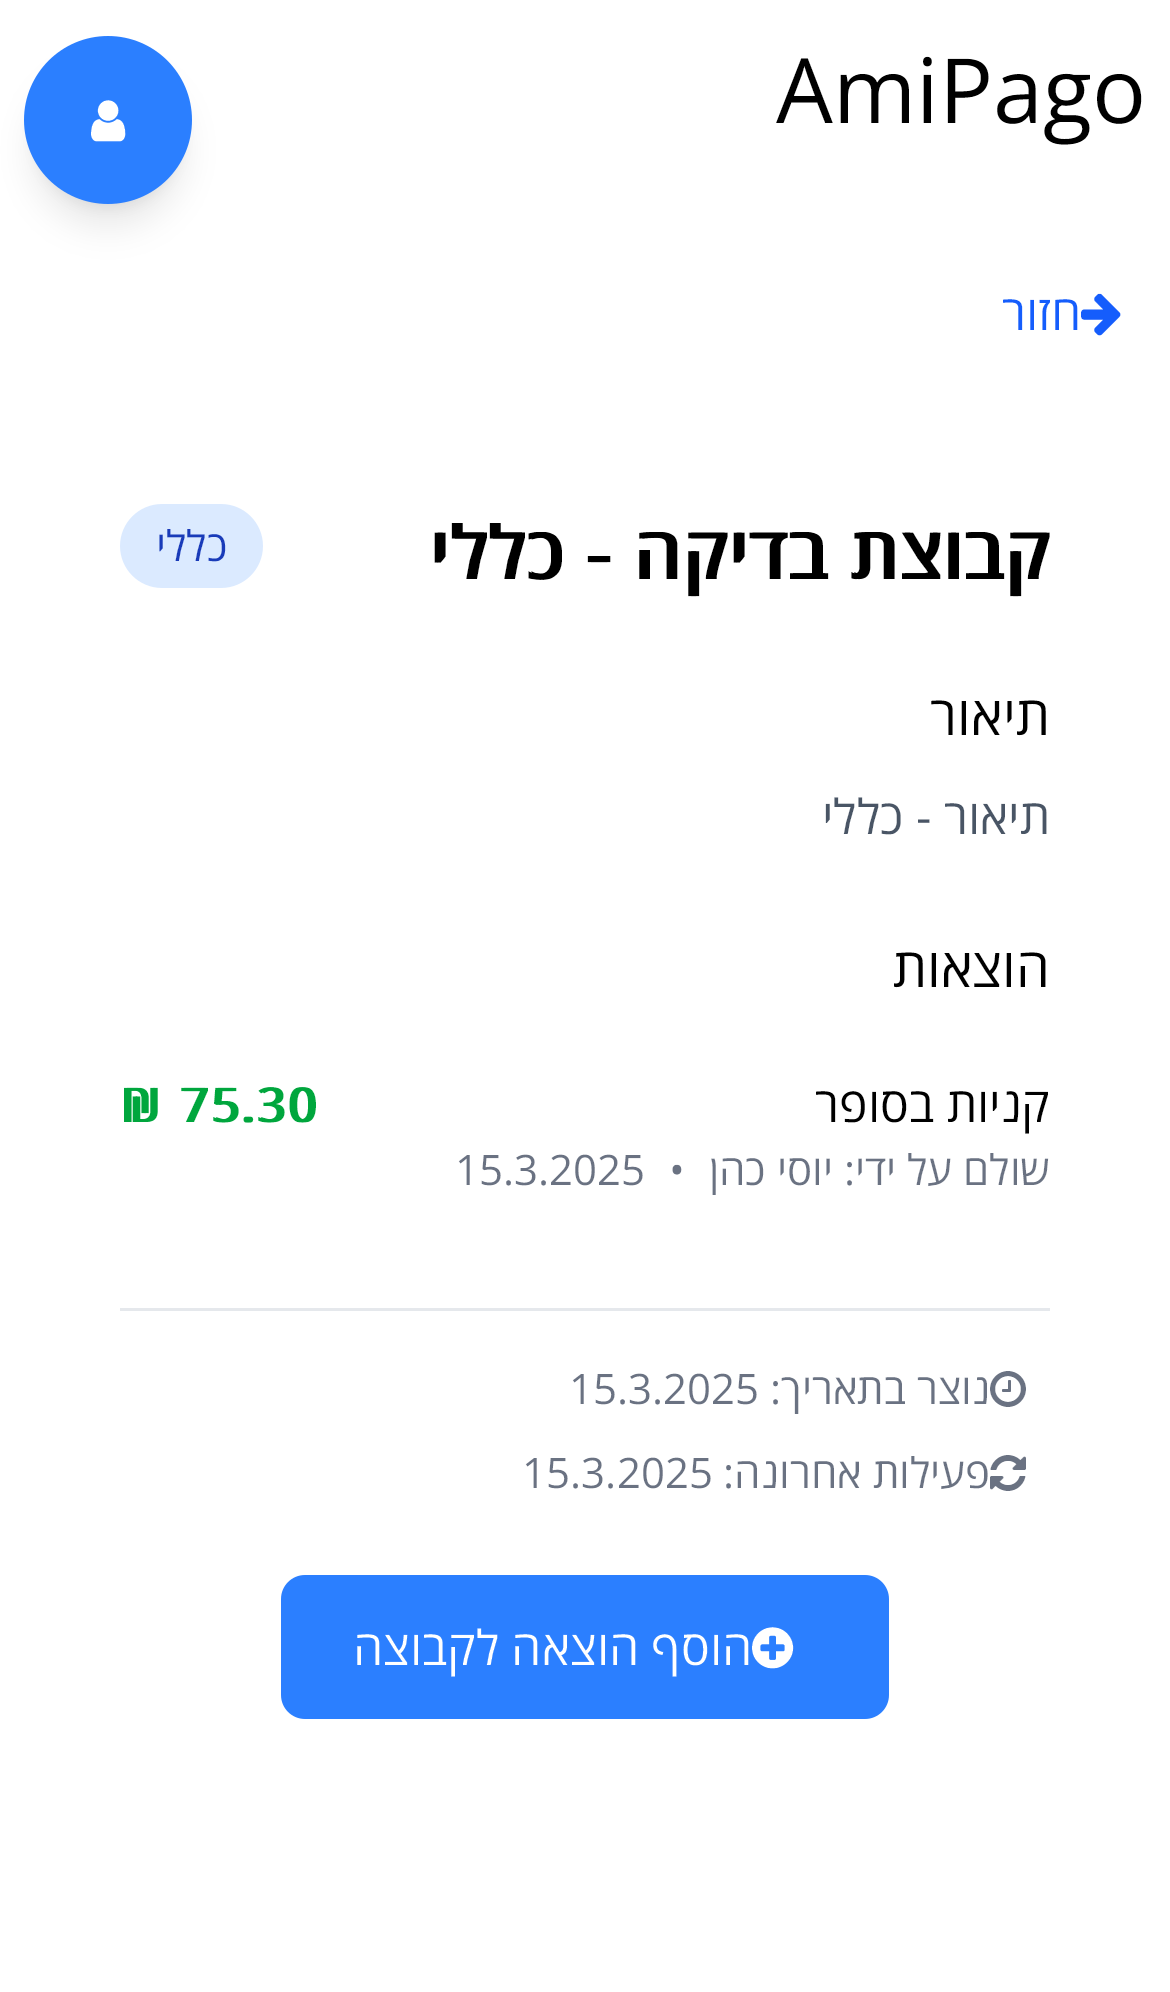 AmiPago
חזור
קבוצת בדיקה - כללי
כללי
תיאור
תיאור - כללי
הוצאות
קניות בסופר
75.30 ₪
שולם על ידי: יוסי כהן • 15.3.2025
נוצר בתאריך: 15.3.2025
פעילות אחרונה: 15.3.2025
הוסף הוצאה לקבוצה